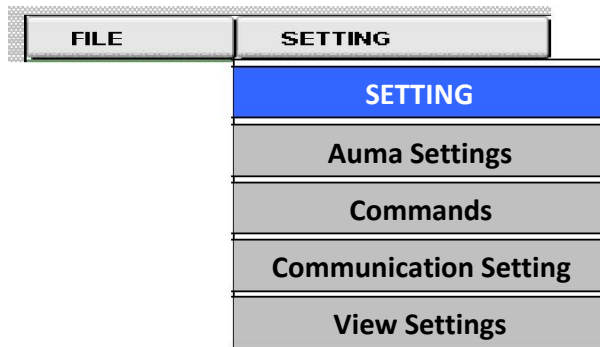 FILE SETTING
SETTING
Auma Settings
Commands
Communication Setting
View Settings